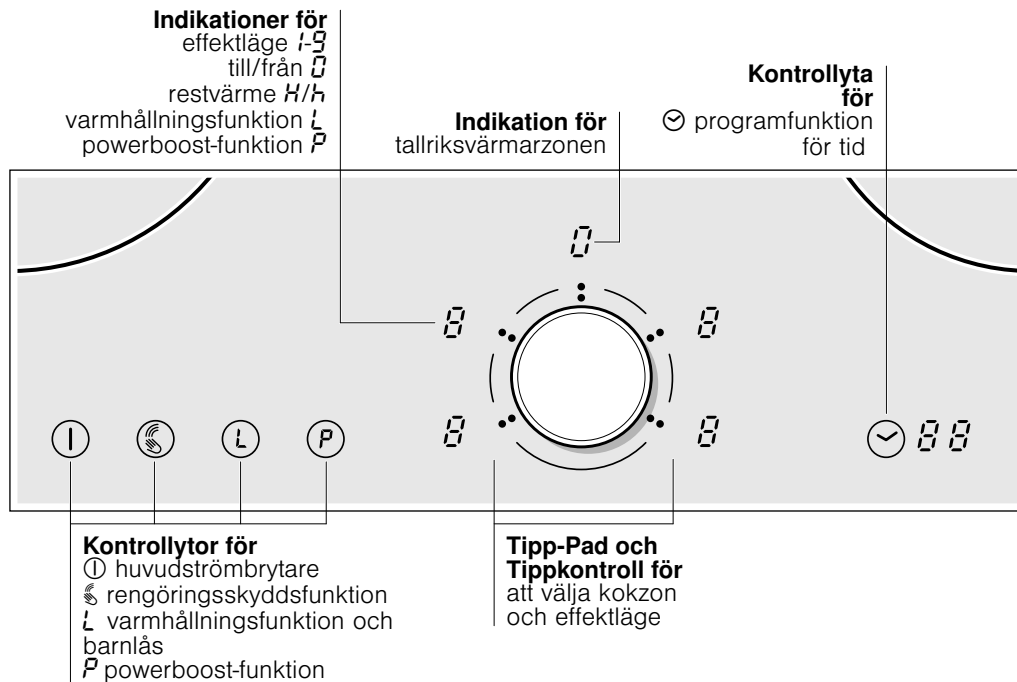 Indikationer för
effektläge 1-9
till/från 0
restvärme H/h
varmhållningsfunktion L
powerboost-funktion P
Indikation för
tallriksvärmarzonen
Kontrollyta
för
programfunktion
för tid
0
8 8
8 8
L P
8 8
Kontrollytor för
huvudströmbrytare
rengöringsskyddsfunktion
L varmhållningsfunktion och
barnlås
P powerboost-funktion
Tipp-Pad och
Tippkontroll för
att välja kokzon
och effektläge